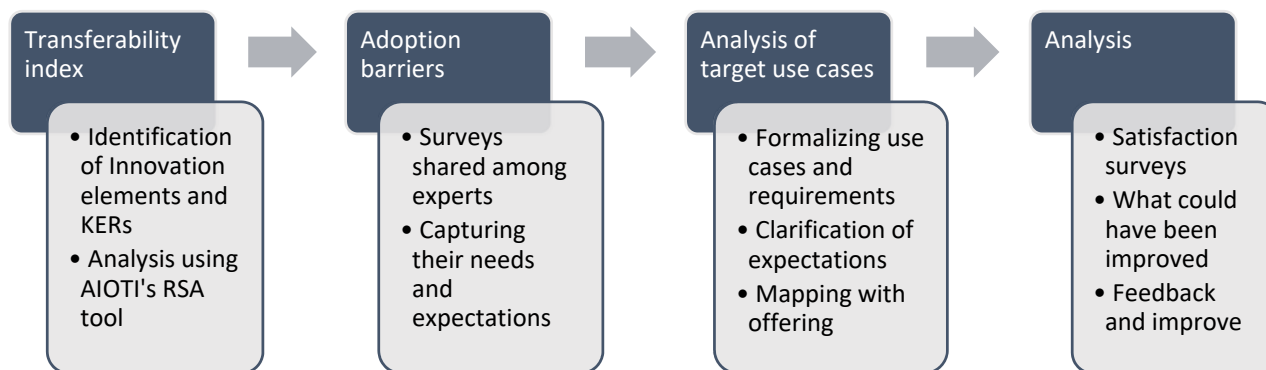 Transferability
index
• Identification
of Innovation
elements and
KERs
• Analysis using
AIOTI's RSA
tool
Adoption
barriers
• Surveys
shared among
experts
• Capturing
their needs
and
expectations
Analysis of
target use cases
• Formalizing use
cases and
requirements
• Clarification of
expectations
• Mapping with
offering
Analysis
• Satisfaction
surveys
• What could
have been
improved
• Feedback
and improve